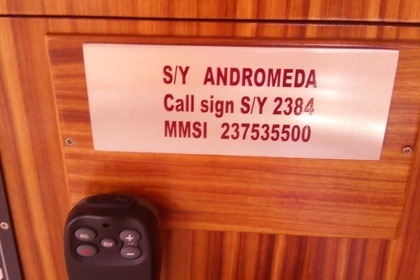 S/Y ANDROMEDA
Call sign S/Y 2384
MMSI 237535500
+
−